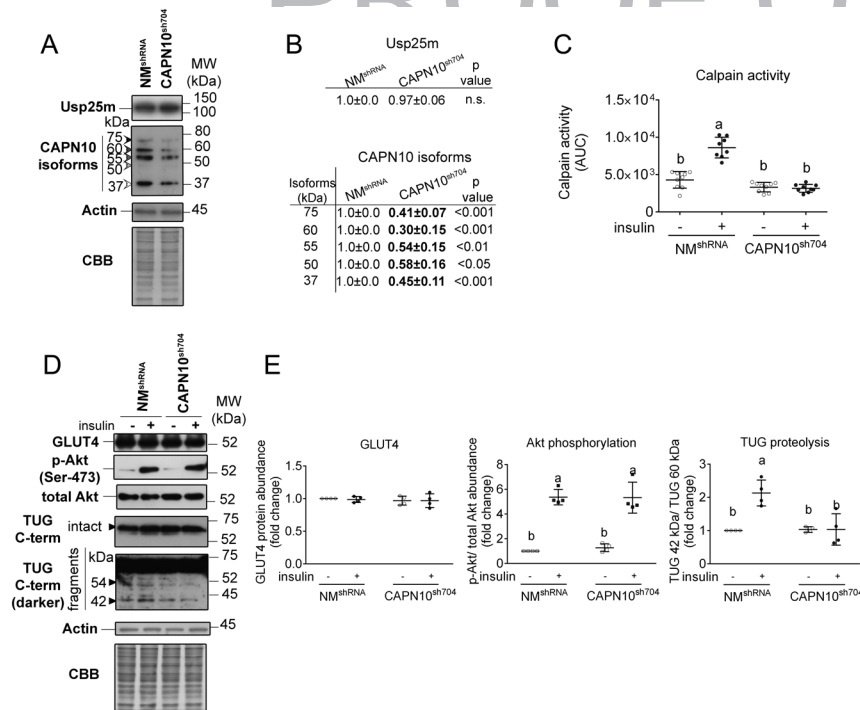 A
NMshRNA
CAPN10sh704
MW
(kDa)
Usp25m
150
100
kDa
CAPN10
isoforms
75
60
55
50
37
80
60
50
37
Actin
45
CBB
B
Usp25m
NMshRNA CAPN10sh704 p value
1.0±0.0 0.97±0.06 n.s.
CAPN10 isoforms
Isoforms (kDa) NMshRNA CAPN10sh704 p value
75 1.0±0.0 0.41±0.07 <0.001
60 1.0±0.0 0.30±0.15 <0.001
55 1.0±0.0 0.54±0.15 <0.01
50 1.0±0.0 0.58±0.16 <0.05
37 1.0±0.0 0.45±0.11 <0.001
C
Calpain activity
Calpain activity
(AUC)
1.5×10⁴
1.0×10⁴
5.0×10³
0
b a b b
insulin - + - +
NMshRNA CAPN10sh704
D
NMshRNA
CAPN10sh704
MW
(kDa)
insulin - + - +
GLUT4
52
p-Akt
(Ser-473)
52
total Akt
52
TUG
C-term
intact
75
52
TUG
C-term
(darker)
fragments
kDa
54
42
75
52
45
Actin
45
CBB
E
GLUT4
GLUT4 protein abundance
(fold change)
1.5
1.0
0.5
0.0
insulin - + - +
NMshRNA CAPN10sh704
Akt phosphorylation
p-Akt/ total Akt abundance
(fold change)
8
6
4
2
0
b a b a
insulin - + - +
NMshRNA CAPN10sh704
TUG proteolysis
TUG 42 kDa/ TUG 60 kDa
(fold change)
3
2
1
0
b a b b
insulin - + - +
NMshRNA CAPN10sh704